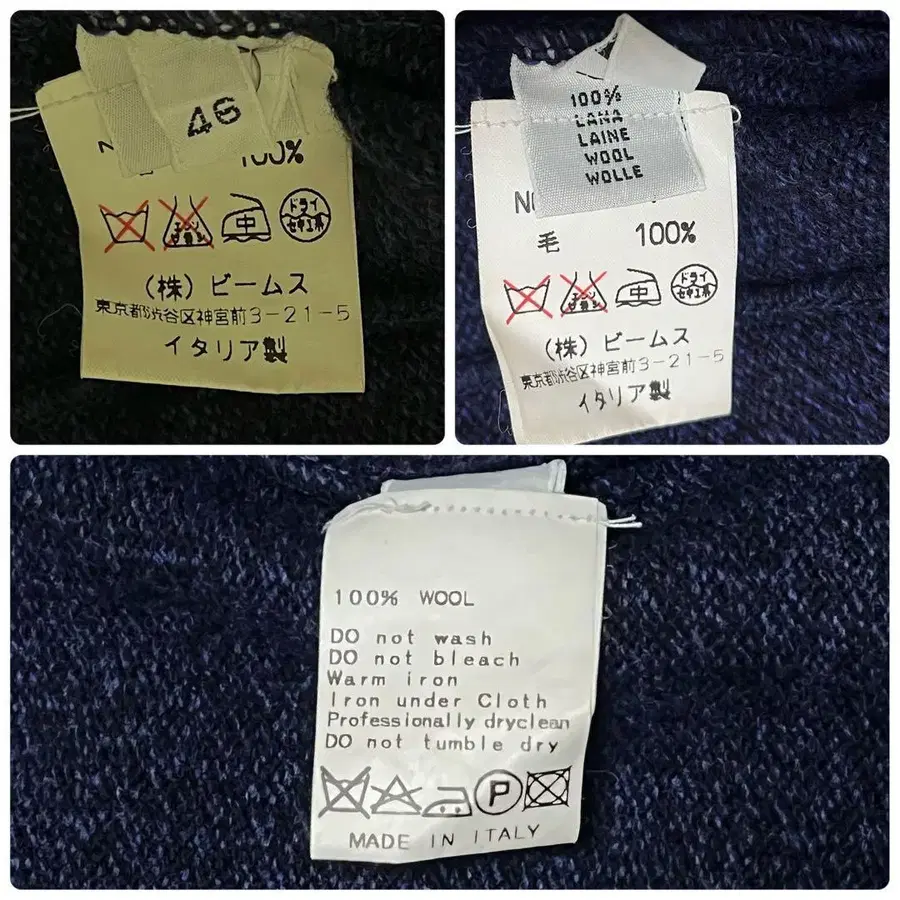 46
100%
中
ドライ
セキユ系
(株)ビームス
東京都渋谷区神宮前3-21-5
イタリア製
100%
LANA
LAINE
WOOL
WOLLE
毛 100%
中
ドライ
セキユ系
(株)ビームス
東京都渋谷区神宮前3-21-5
イタリア製
100% WOOL
DO not wash
DO not bleach
Warm iron
Iron under Cloth
Professionally dryclean
DO not tumble dry
P
MADE IN ITALY